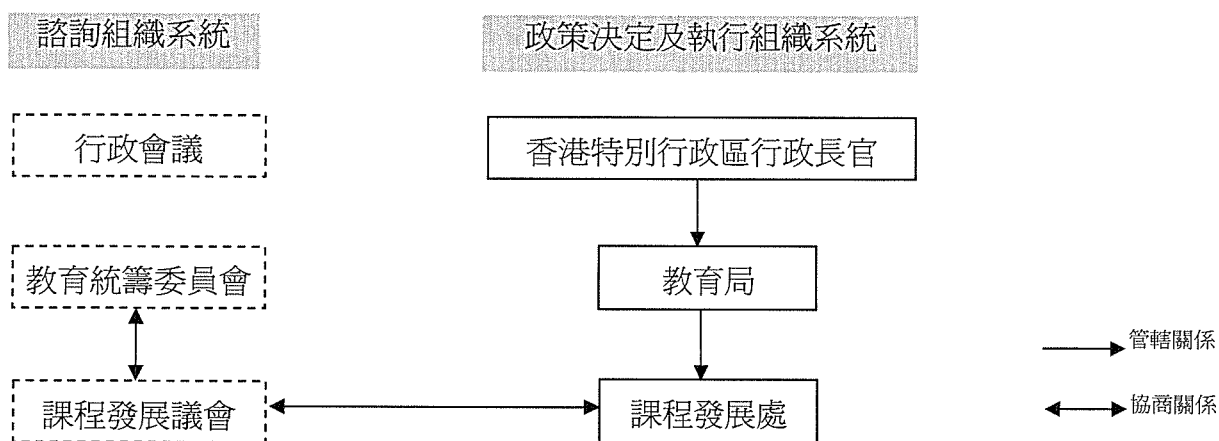 諮詢組織系統
政策決定及執行組織系統
行政會議
香港特別行政區行政長官
教育統籌委員會
教育局
管轄關係
課程發展議會
課程發展處
協商關係